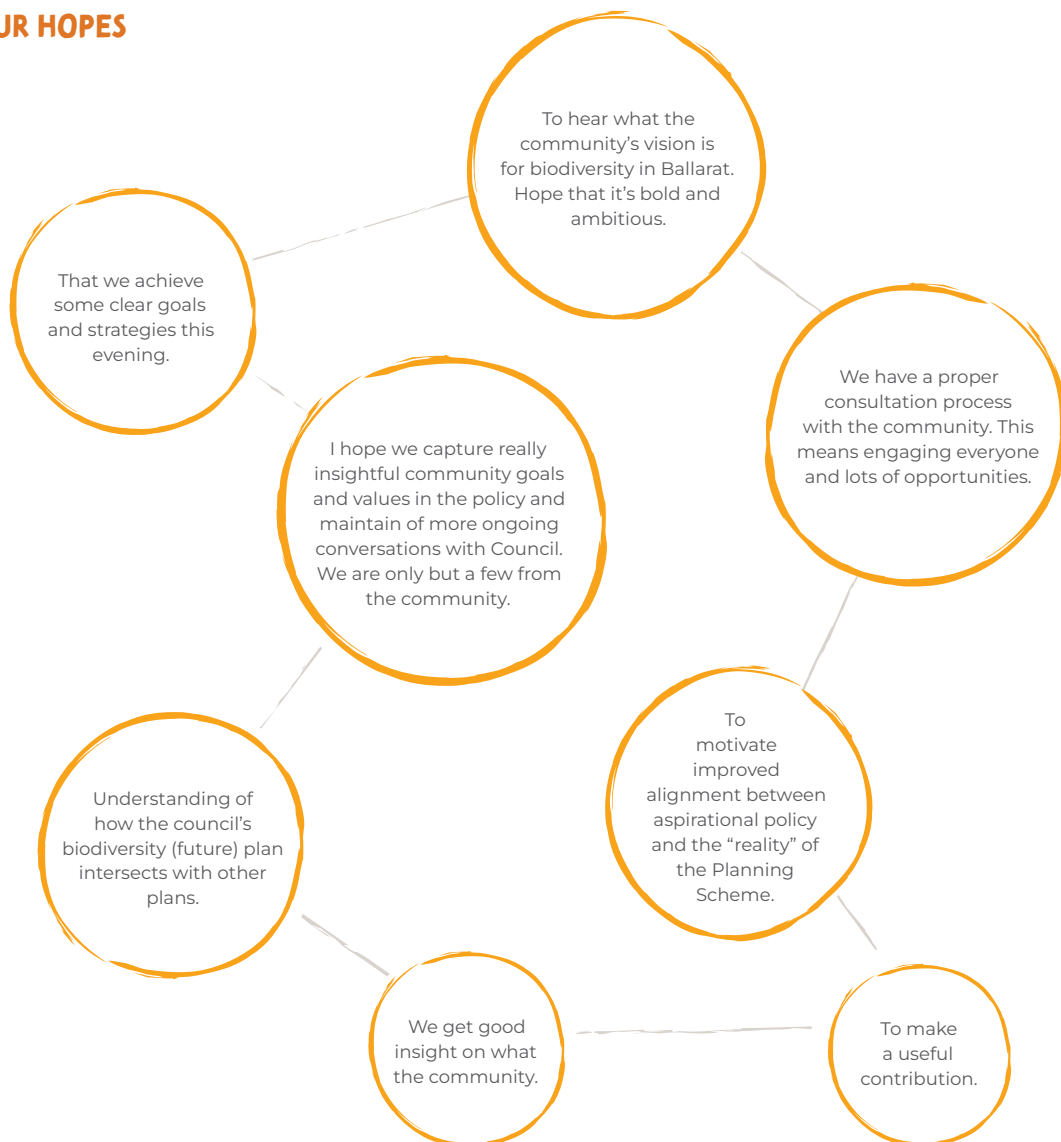 UR HOPES
To hear what the
community's vision is
for biodiversity in Ballarat.
Hope that it's bold and
ambitious.
That we achieve
some clear goals
and strategies this
evening.
We have a proper
consultation process
with the community. This
means engaging everyone
and lots of opportunities.
I hope we capture really
insightful community goals
and values in the policy and
maintain of more ongoing
conversations with Council.
We are only but a few from
the community.
To
motivate
improved
alignment between
aspirational policy
and the “reality” of
the Planning
Scheme.
Understanding of
how the council's
biodiversity (future) plan
intersects with other
plans.
We get good
insight on what
the community.
To make
a useful
contribution.